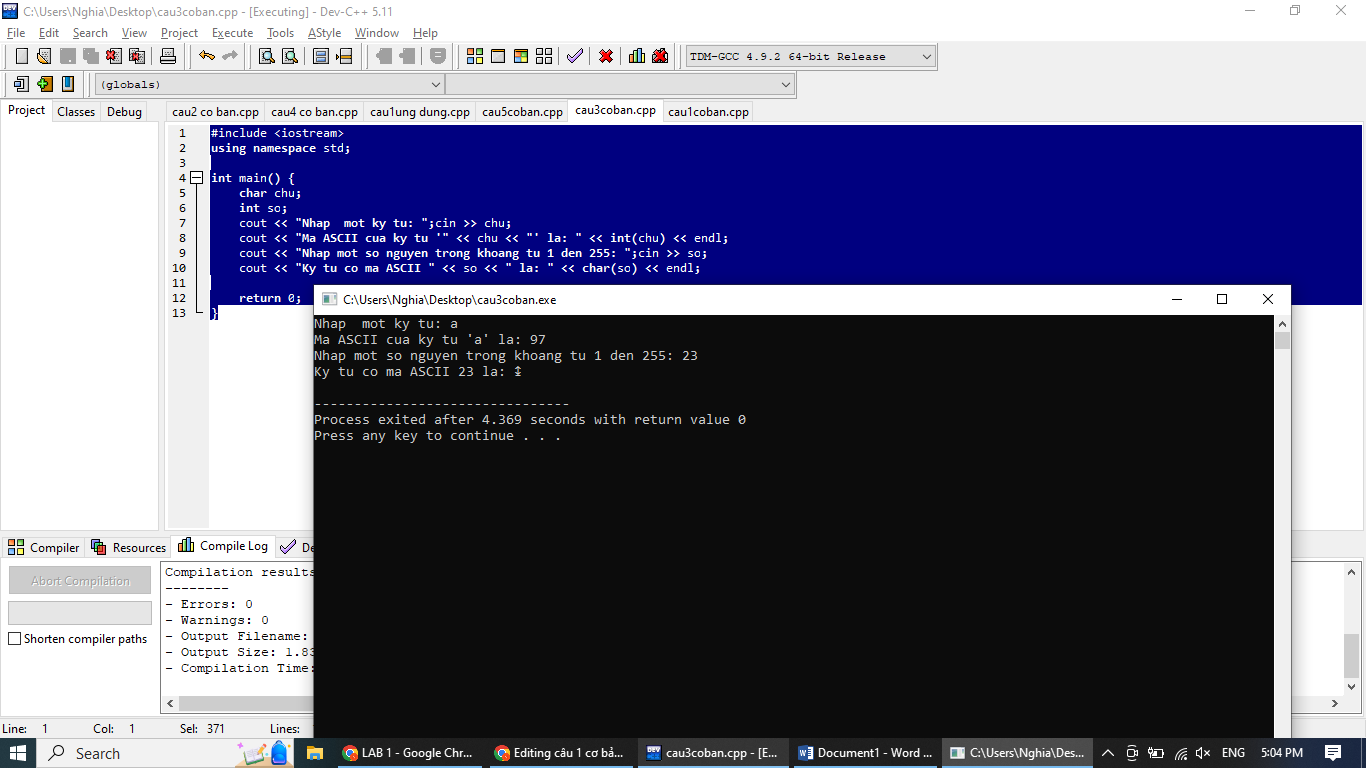 C:\Users\Nghia\Desktop\cau3coban.cpp - [Executing] - Dev-C++ 5.11
File Edit Search View Project Execute Tools AStyle Window Help
TDM-GCC 4.9.2 64-bit Release
(globals)
Project Classes Debug
cau2 co ban.cpp cau4 co ban.cpp cau1ung dung.cpp cau5coban.cpp cau3coban.cpp cau1coban.cpp
1 #include <iostream>
2 using namespace std;
3
4 int main() {
5 char chu;
6 int so;
7 cout << "Nhap  mot ky tu: ";cin >> chu;
8 cout << "Ma ASCII cua ky tu '" << chu << "' la: " << int(chu) << endl;
9 cout << "Nhap mot so nguyen trong khoang tu 1 den 255: ";cin >> so;
10 cout << "Ky tu co ma ASCII " << so << " la: " << char(so) << endl;
11
12 return 0;
13 }
C:\Users\Nghia\Desktop\cau3coban.exe
Nhap  mot ky tu: a
Ma ASCII cua ky tu 'a' la: 97
Nhap mot so nguyen trong khoang tu 1 den 255: 23
Ky tu co ma ASCII 23 la: ↨
--------------------------------
Process exited after 4.369 seconds with return value 0
Press any key to continue . . .
Compiler Resources Compile Log
Abort Compilation
Shorten compiler paths
Compilation results
--------
- Errors: 0
- Warnings: 0
- Output Filename:
- Output Size: 1.83
- Compilation Time:
Line: 1 Col: 1 Sel: 371 Lines:
Search
LAB 1 - Google Chr...
Editing câu 1 cơ bả...
cau3coban.cpp - [E...
Document1 - Word ...
C:\Users\Nghia\Des...
ENG
5:04 PM